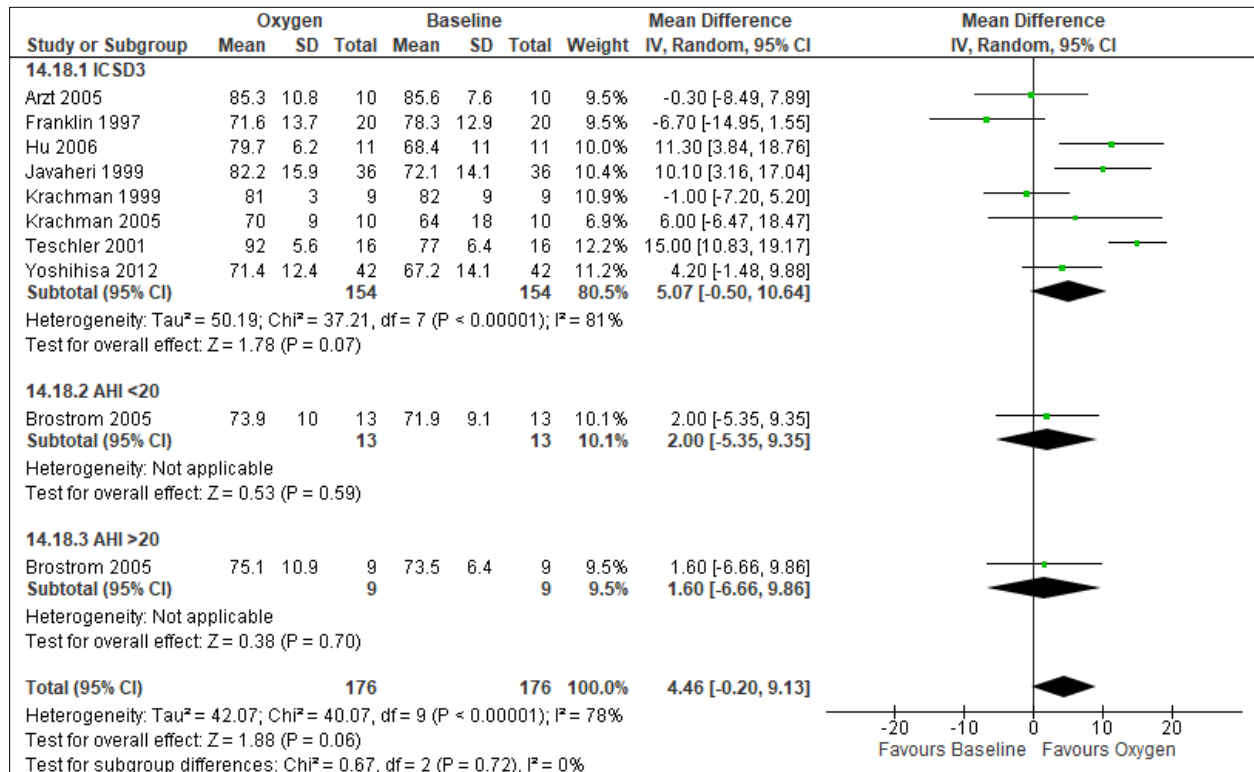 Oxygen Baseline Mean Difference Mean Difference
Study or Subgroup Mean SD Total Mean SD Total Weight IV, Random, 95% CI IV, Random, 95% CI
14.18.1 ICSD3
Arzt 2005 85.3 10.8 10 85.6 7.6 10 9.5% -0.30 [-8.49, 7.89]
Franklin 1997 71.6 13.7 20 78.3 12.9 20 9.5% -6.70 [-14.95, 1.55]
Hu 2006 79.7 6.2 11 68.4 11 11 10.0% 11.30 [3.84, 18.76]
Javaheri 1999 82.2 15.9 36 72.1 14.1 36 10.4% 10.10 [3.16, 17.04]
Krachman 1999 81 3 9 82 9 9 10.9% -1.00 [-7.20, 5.20]
Krachman 2005 70 9 10 64 18 10 6.9% 6.00 [-6.47, 18.47]
Teschler 2001 92 5.6 16 77 6.4 16 12.2% 15.00 [10.83, 19.17]
Yoshihisa 2012 71.4 12.4 42 67.2 14.1 42 11.2% 4.20 [-1.48, 9.88]
Subtotal (95% CI) 154 154 80.5% 5.07 [-0.50, 10.64]
Heterogeneity: Tau² = 50.19; Chi² = 37.21, df = 7 (P < 0.00001); I² = 81%
Test for overall effect: Z = 1.78 (P = 0.07)
14.18.2 AHI <20
Brostrom 2005 73.9 10 13 71.9 9.1 13 10.1% 2.00 [-5.35, 9.35]
Subtotal (95% CI) 13 13 10.1% 2.00 [-5.35, 9.35]
Heterogeneity: Not applicable
Test for overall effect: Z = 0.53 (P = 0.59)
14.18.3 AHI >20
Brostrom 2005 75.1 10.9 9 73.5 6.4 9 9.5% 1.60 [-6.66, 9.86]
Subtotal (95% CI) 9 9 9.5% 1.60 [-6.66, 9.86]
Heterogeneity: Not applicable
Test for overall effect: Z = 0.38 (P = 0.70)
Total (95% CI) 176 176 100.0% 4.46 [-0.20, 9.13]
Heterogeneity: Tau² = 42.07; Chi² = 40.07, df = 9 (P < 0.00001); I² = 78%
Test for overall effect: Z = 1.88 (P = 0.06)
Test for subgroup differences: Chi² = 0.67, df = 2 (P = 0.72), I² = 0%
-20 -10 0 10 20
Favours Baseline Favours Oxygen